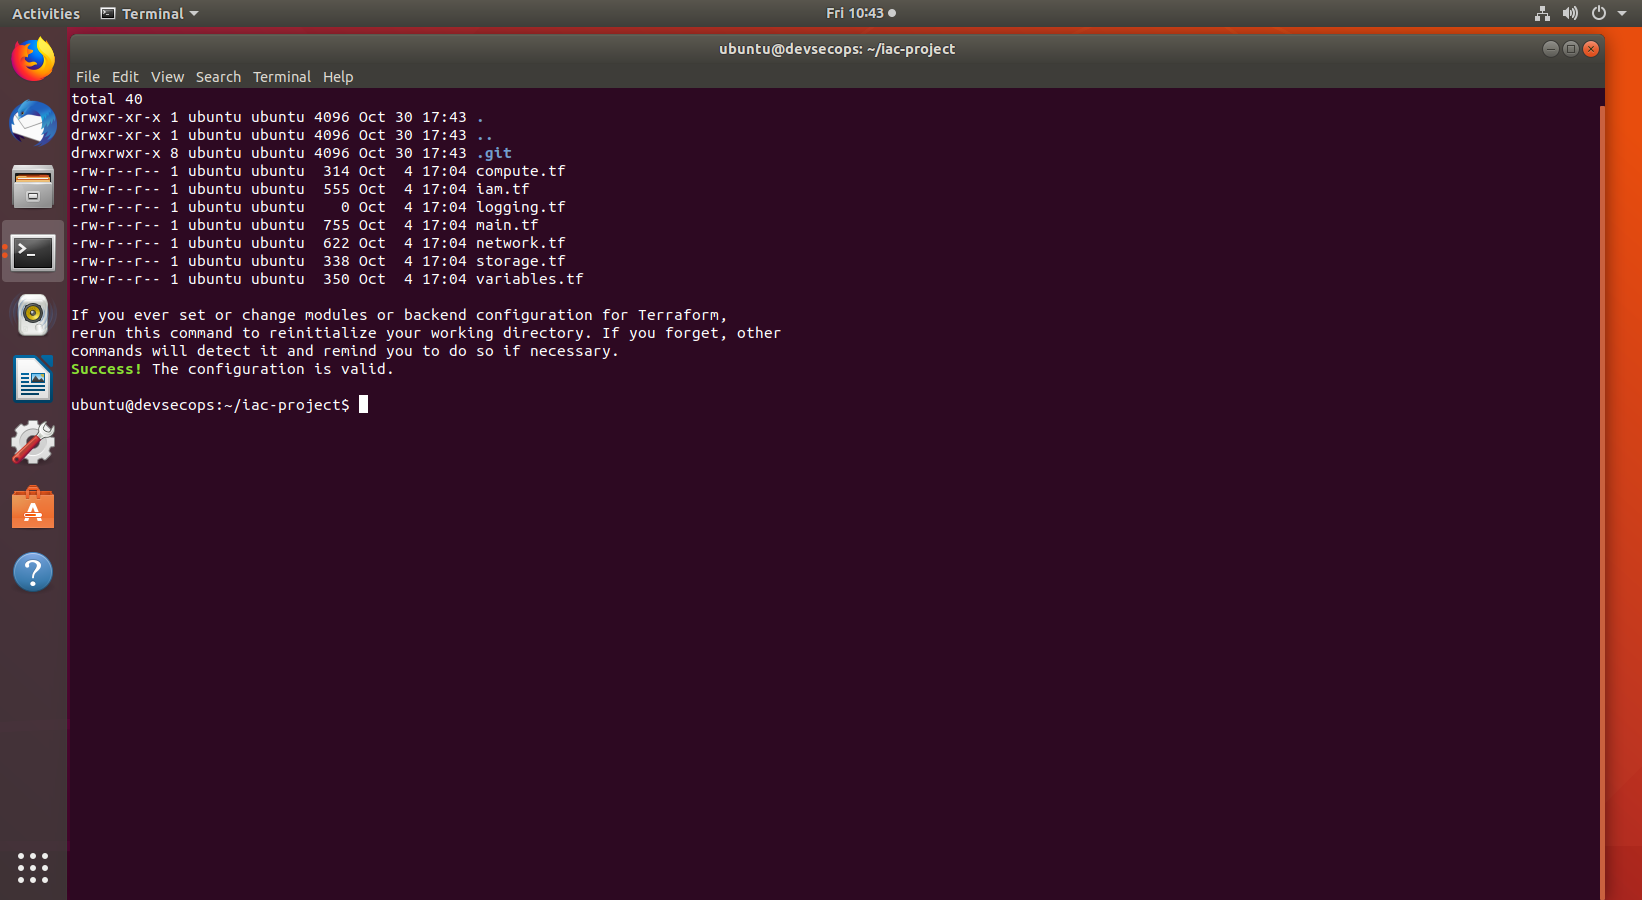 Activities Terminal Fri 10:43
ubuntu@devsecops: ~/iac-project
File Edit View Search Terminal Help
total 40
drwxr-xr-x 1 ubuntu ubuntu 4096 Oct 30 17:43 .
drwxr-xr-x 1 ubuntu ubuntu 4096 Oct 30 17:43 ..
drwxrwxr-x 8 ubuntu ubuntu 4096 Oct 30 17:43 .git
-rw-r--r-- 1 ubuntu ubuntu  314 Oct  4 17:04 compute.tf
-rw-r--r-- 1 ubuntu ubuntu  555 Oct  4 17:04 iam.tf
-rw-r--r-- 1 ubuntu ubuntu    0 Oct  4 17:04 logging.tf
-rw-r--r-- 1 ubuntu ubuntu  755 Oct  4 17:04 main.tf
-rw-r--r-- 1 ubuntu ubuntu  622 Oct  4 17:04 network.tf
-rw-r--r-- 1 ubuntu ubuntu  338 Oct  4 17:04 storage.tf
-rw-r--r-- 1 ubuntu ubuntu  350 Oct  4 17:04 variables.tf
If you ever set or change modules or backend configuration for Terraform,
rerun this command to reinitialize your working directory. If you forget, other
commands will detect it and remind you to do so if necessary.
Success! The configuration is valid.
ubuntu@devsecops:~/iac-project$